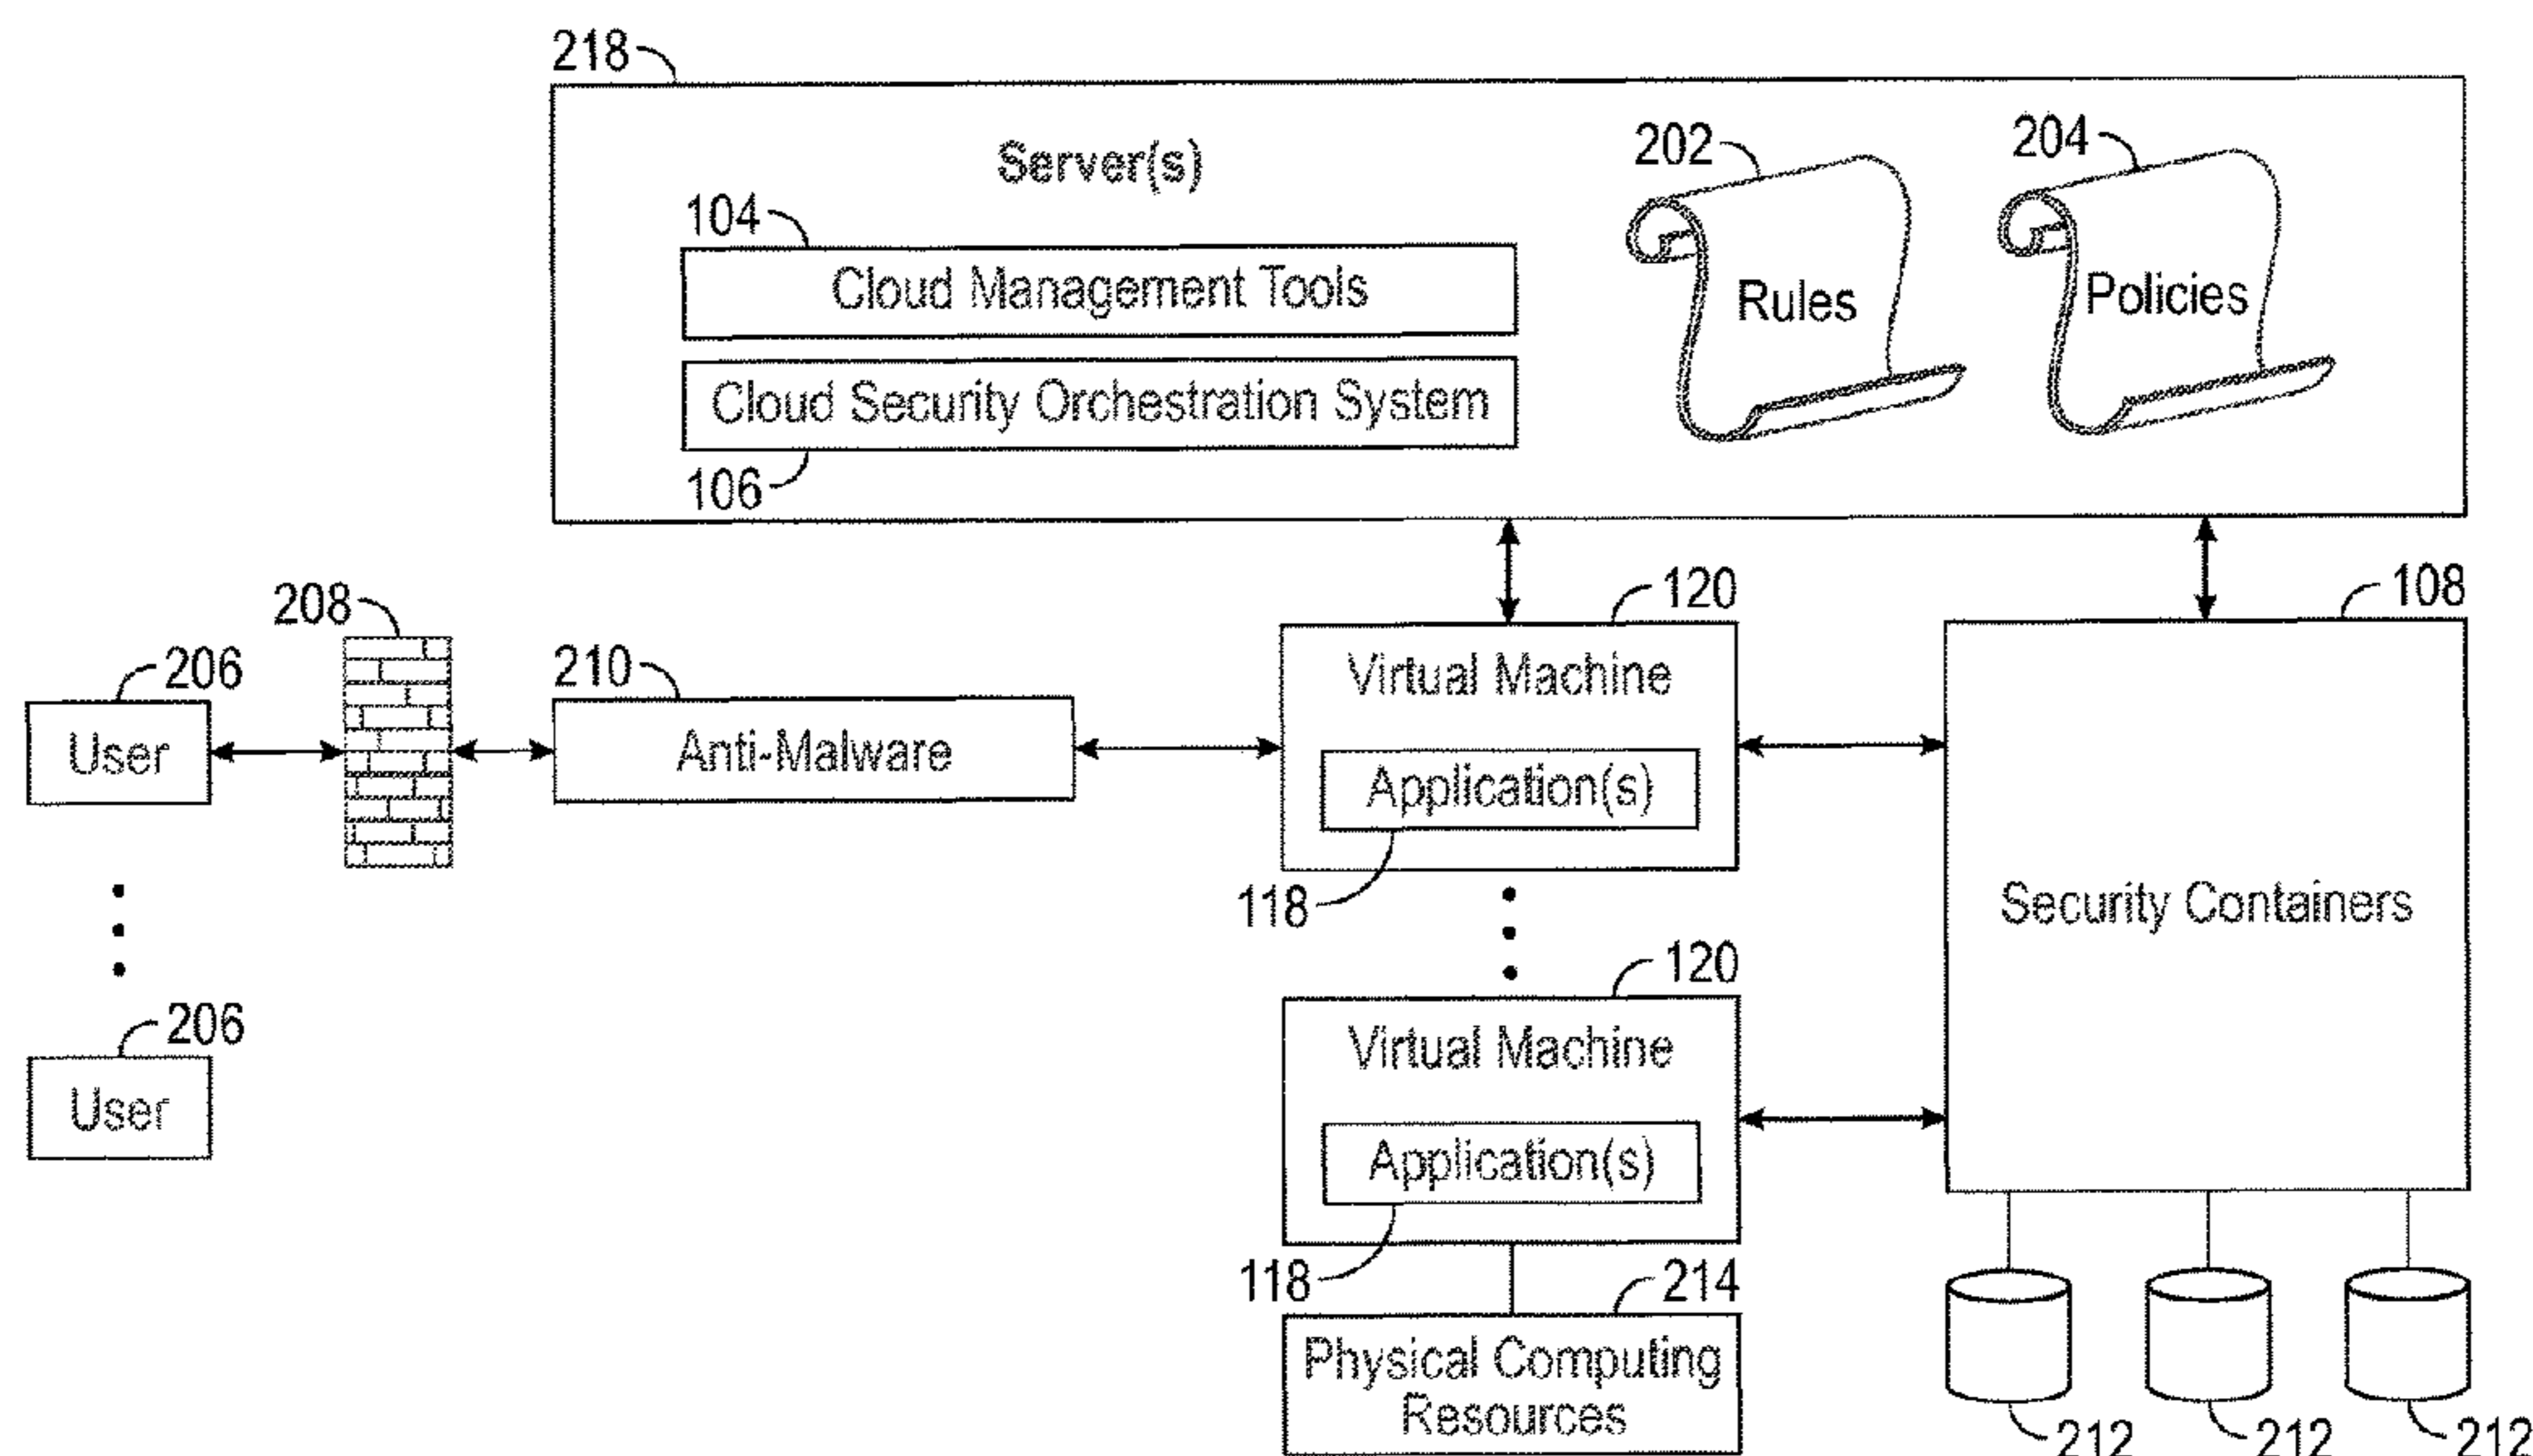 218
Server(s)
202
204
104
Cloud Management Tools
Rules
Policies
Cloud Security Orchestration System
106
208
120
108
206
210
Virtual Machine
User
Anti-Malware
Application(s)
118
Security Containers
120
206
Virtual Machine
User
Application(s)
118
214
Physical Computing
Resources
212
212
212